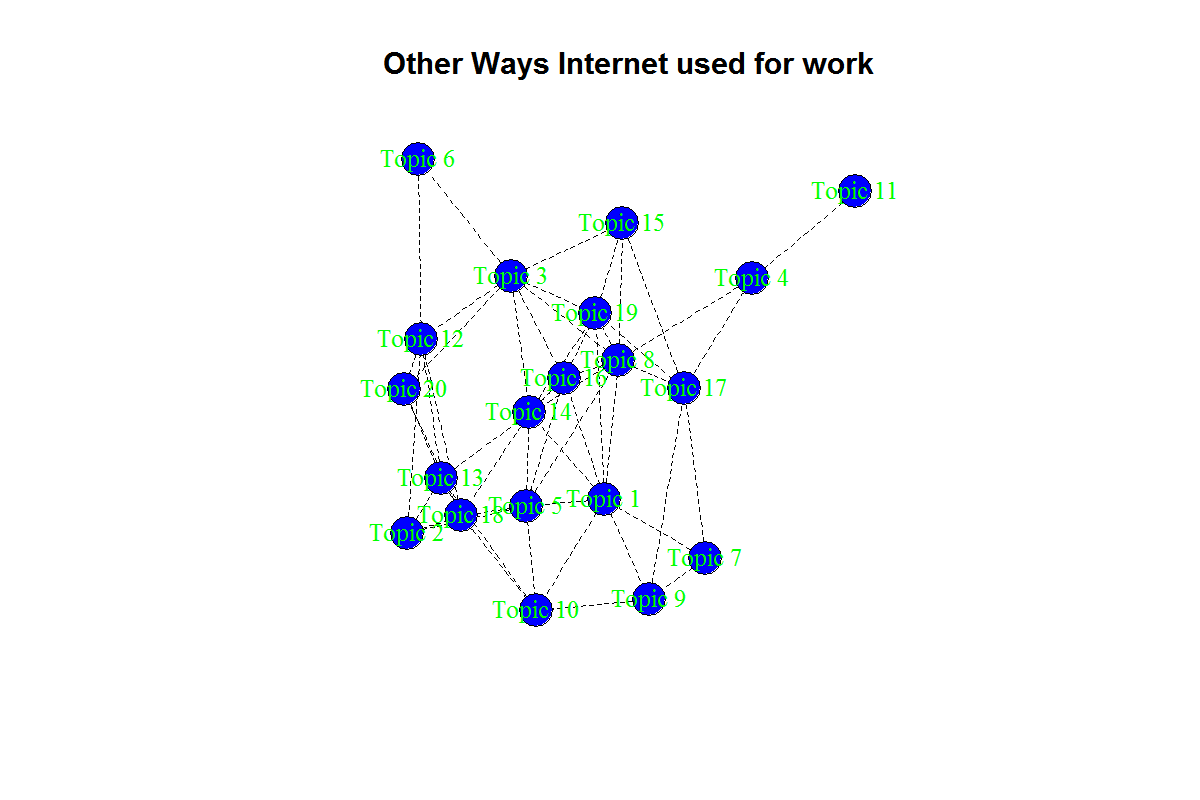 Other Ways Internet used for work
Topic 6
Topic 11
Topic 15
Topic 3
Topic 4
Topic 19
Topic 12
Topic 8
Topic 16
Topic 20
Topic 17
Topic 14
Topic 13
Topic 1
Topic 5
Topic 18
Topic 2
Topic 7
Topic 9
Topic 10